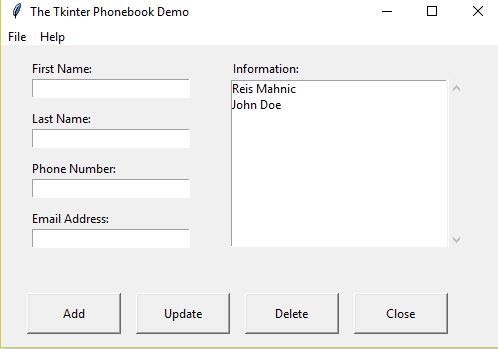 The Tkinter Phonebook Demo
File Help
First Name:
Last Name:
Phone Number:
Email Address:
Information:
Reis Mahnic
John Doe
Add
Update
Delete
Close